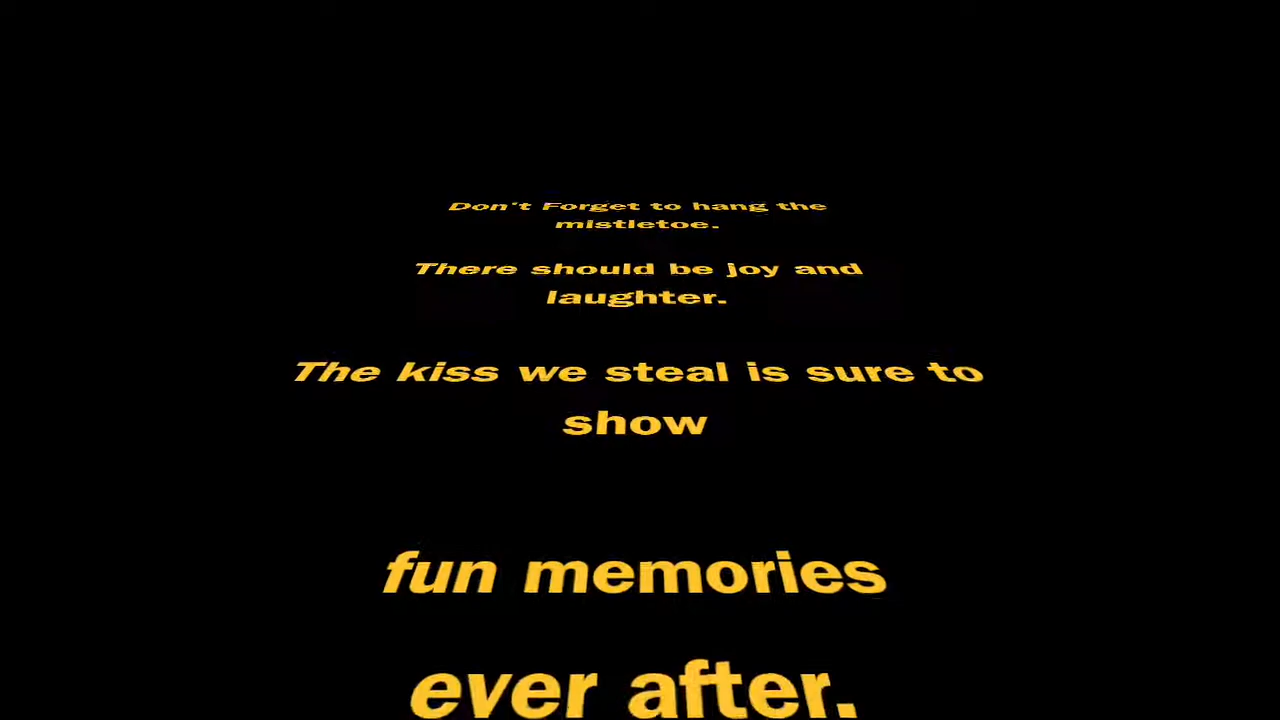 Don't Forget to hang the
mistletoe.
There should be joy and
laughter.
The kiss we steal is sure to
show
fun memories
ever after.